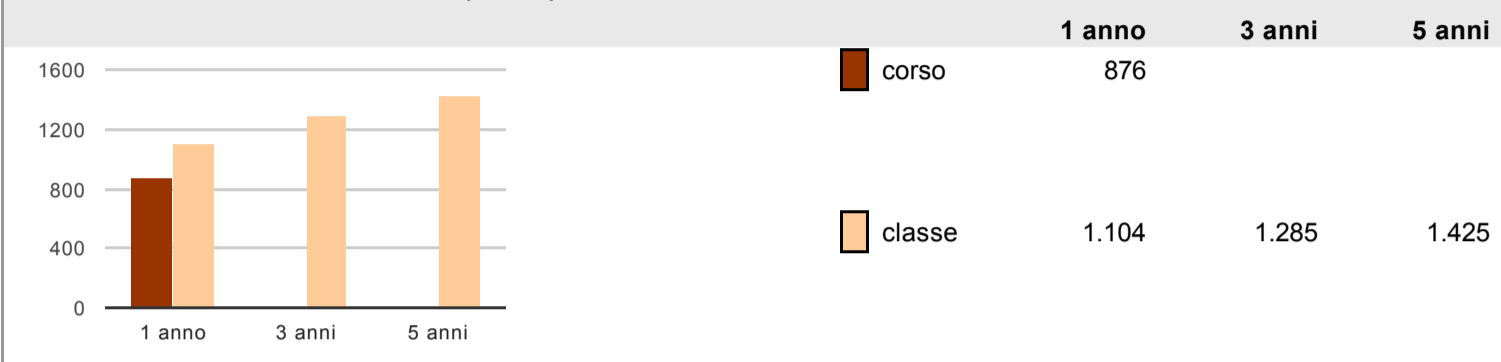 1 anno 3 anni 5 anni
1600
1200
800
400
0
1 anno 3 anni 5 anni
corso 876
classe 1.104 1.285 1.425